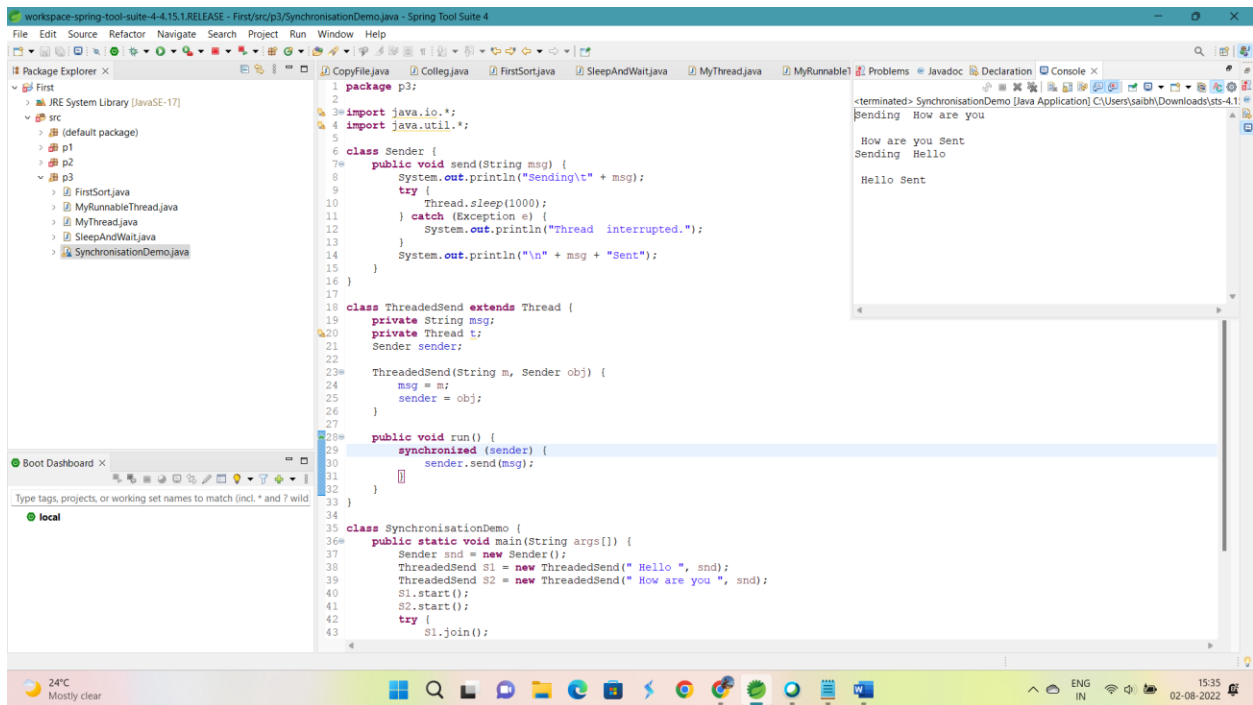 workspace-spring-tool-suite-4-4.15.1.RELEASE - First/src/p3/SynchronisationDemo.java - Spring Tool Suite 4
File Edit Source Refactor Navigate Search Project Run Window Help
Package Explorer
First
JRE System Library [JavaSE-17]
src
(default package)
p1
p2
p3
FirstSort.java
MyRunnableThread.java
MyThread.java
SleepAndWait.java
SynchronisationDemo.java
Boot Dashboard
Type tags, projects, or working set names to match (incl. * and ? wild
local
CopyFile.java Colleg.java FirstSort.java SleepAndWait.java MyThread.java MyRunnableT
1 package p3;
2
3 import java.io.*;
4 import java.util.*;
5
6 class Sender {
7 public void send(String msg) {
8 System.out.println("Sending\t" + msg);
9 try {
10 Thread.sleep(1000);
11 } catch (Exception e) {
12 System.out.println("Thread  interrupted.");
13 }
14 System.out.println("\n" + msg + "Sent");
15 }
16 }
17
18 class ThreadedSend extends Thread {
19 private String msg;
20 private Thread t;
21 Sender sender;
22
23 ThreadedSend(String m, Sender obj) {
24 msg = m;
25 sender = obj;
26 }
27
28 public void run() {
29 synchronized (sender) {
30 sender.send(msg);
31 }
32 }
33 }
34
35 class SynchronisationDemo {
36 public static void main(String args[]) {
37 Sender snd = new Sender();
38 ThreadedSend S1 = new ThreadedSend(" Hello ", snd);
39 ThreadedSend S2 = new ThreadedSend(" How are you ", snd);
40 S1.start();
41 S2.start();
42 try {
43 S1.join();
Problems Javadoc Declaration Console
<terminated> SynchronisationDemo [Java Application] C:\Users\saibh\Downloads\sts-4.1
Sending  How are you

 How are you Sent
Sending  Hello

 Hello Sent
24°C
Mostly clear
ENG
IN
15:35
02-08-2022